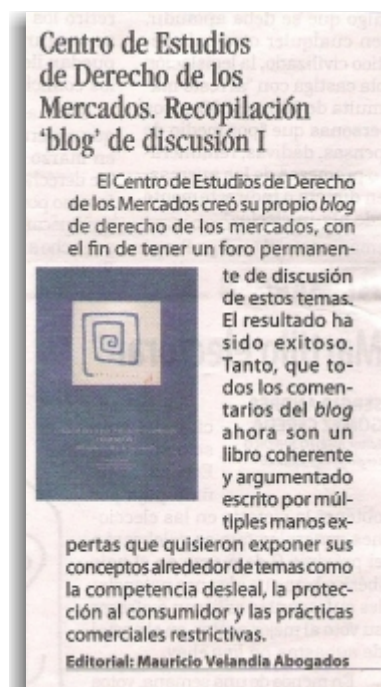 Centro de Estudios
de Derecho de los
Mercados. Recopilación
‘blog’ de discusión I
El Centro de Estudios de Derecho
de los Mercados creó su propio blog
de derecho de los mercados, con
el fin de tener un foro permanen-
te de discusión
de estos temas.
El resultado ha
sido exitoso.
Tanto, que to-
dos los comen-
tarios del blog
ahora son un
libro coherente
y argumentado
escrito por múl-
tiples manos ex-
pertas que quisieron exponer sus
conceptos alrededor de temas como
la competencia desleal, la protec-
ción al consumidor y las prácticas
comerciales restrictivas.
Editorial: Mauricio Velandia Abogados